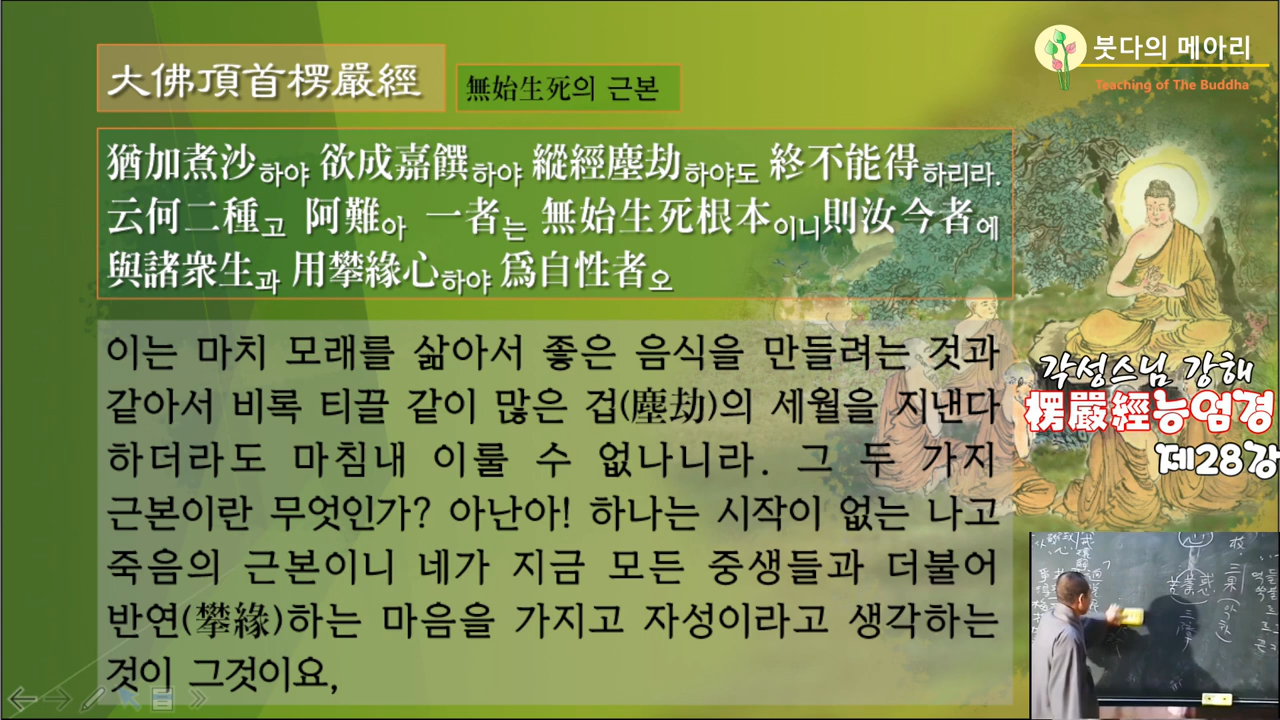 붓다의 메아리
Teaching of The Buddha
大佛頂首楞嚴經
無始生死의 근본
猶加煮沙하야 欲成嘉饌하야 縱經塵劫하야도 終不能得하리라.
云何二種고 阿難아 一者는 無始生死根本이니則汝今者에
與諸衆生과 用攀緣心하야 爲自性者오
이는 마치 모래를 삶아서 좋은 음식을 만들려는 것과
같아서 비록 티끌 같이 많은 겁(塵劫)의 세월을 지낸다
하더라도 마침내 이룰 수 없나니라. 그 두 가지
근본이란 무엇인가? 아난아! 하나는 시작이 없는 나고
죽음의 근본이니 네가 지금 모든 중생들과 더불어
반연(攀緣)하는 마음을 가지고 자성이라고 생각하는
것이 그것이요,
각성스님 강해
楞嚴經능엄경
제28강
三果
苦業惑
三障